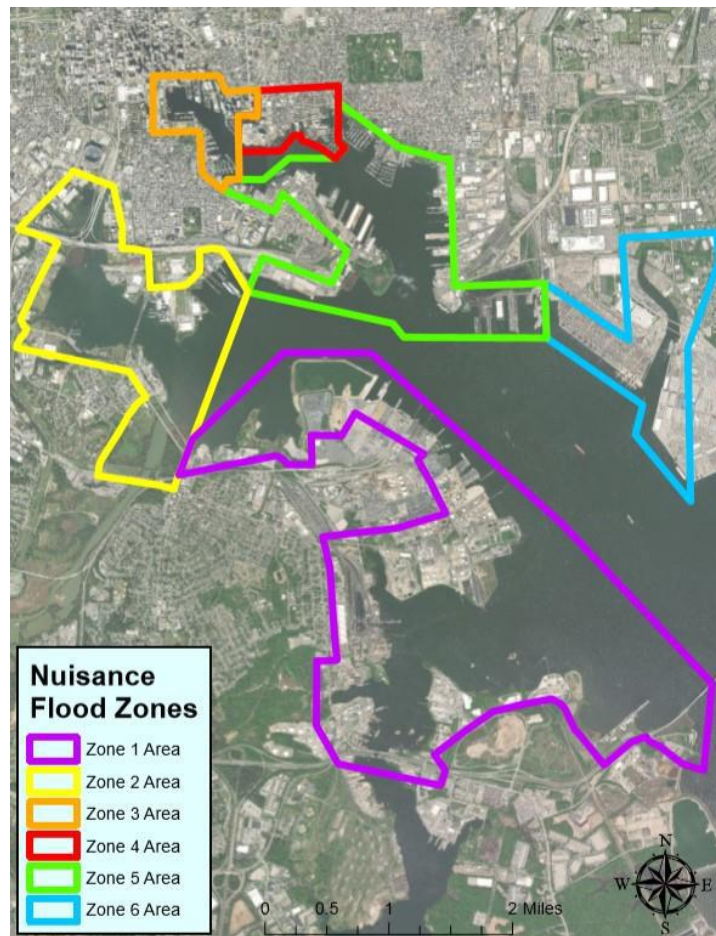 Nuisance
Flood Zones
Zone 1 Area
Zone 2 Area
Zone 3 Area
Zone 4 Area
Zone 5 Area
Zone 6 Area
N
W E
S
0 0.5 1 2 Miles